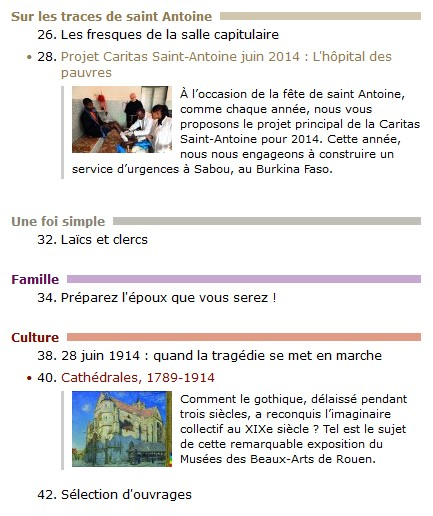 Sur les traces de saint Antoine
26. Les fresques de la salle capitulaire
• 28. Projet Caritas Saint-Antoine juin 2014 : L'hôpital des
pauvres
À l’occasion de la fête de saint Antoine,
comme chaque année, nous vous
proposons le projet principal de la Caritas
Saint-Antoine pour 2014. Cette année,
nous nous engageons à construire un
service d’urgences à Sabou, au Burkina Faso.
Une foi simple
32. Laïcs et clercs
Famille
34. Préparez l'époux que vous serez !
Culture
38. 28 juin 1914 : quand la tragédie se met en marche
• 40. Cathédrales, 1789-1914
Comment le gothique, délaissé pendant
trois siècles, a reconquis l’imaginaire
collectif au XIXe siècle ? Tel est le sujet
de cette remarquable exposition du
Musées des Beaux-Arts de Rouen.
42. Sélection d'ouvrages